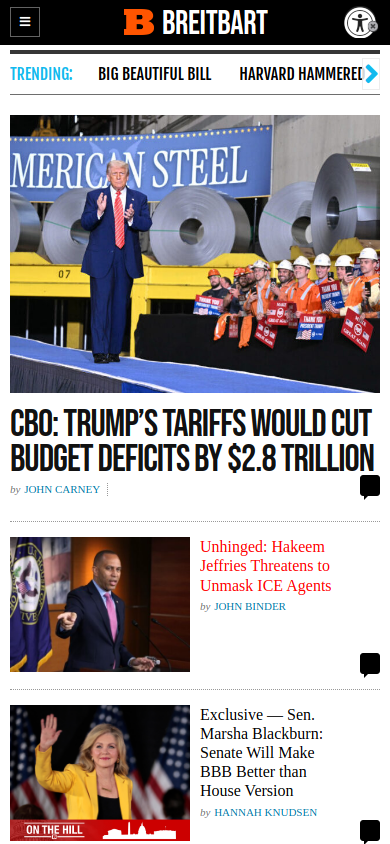 BREITBART
TRENDING:
BIG BEAUTIFUL BILL
HARVARD HAMMERED
AMERICAN STEEL
07
CBO: TRUMP'S TARIFFS WOULD CUT
BUDGET DEFICITS BY $2.8 TRILLION
by JOHN CARNEY
Unhinged: Hakeem
Jeffries Threatens to
Unmask ICE Agents
by JOHN BINDER
ON THE HILL
Exclusive — Sen.
Marsha Blackburn:
Senate Will Make
BBB Better than
House Version
by HANNAH KNUDSEN